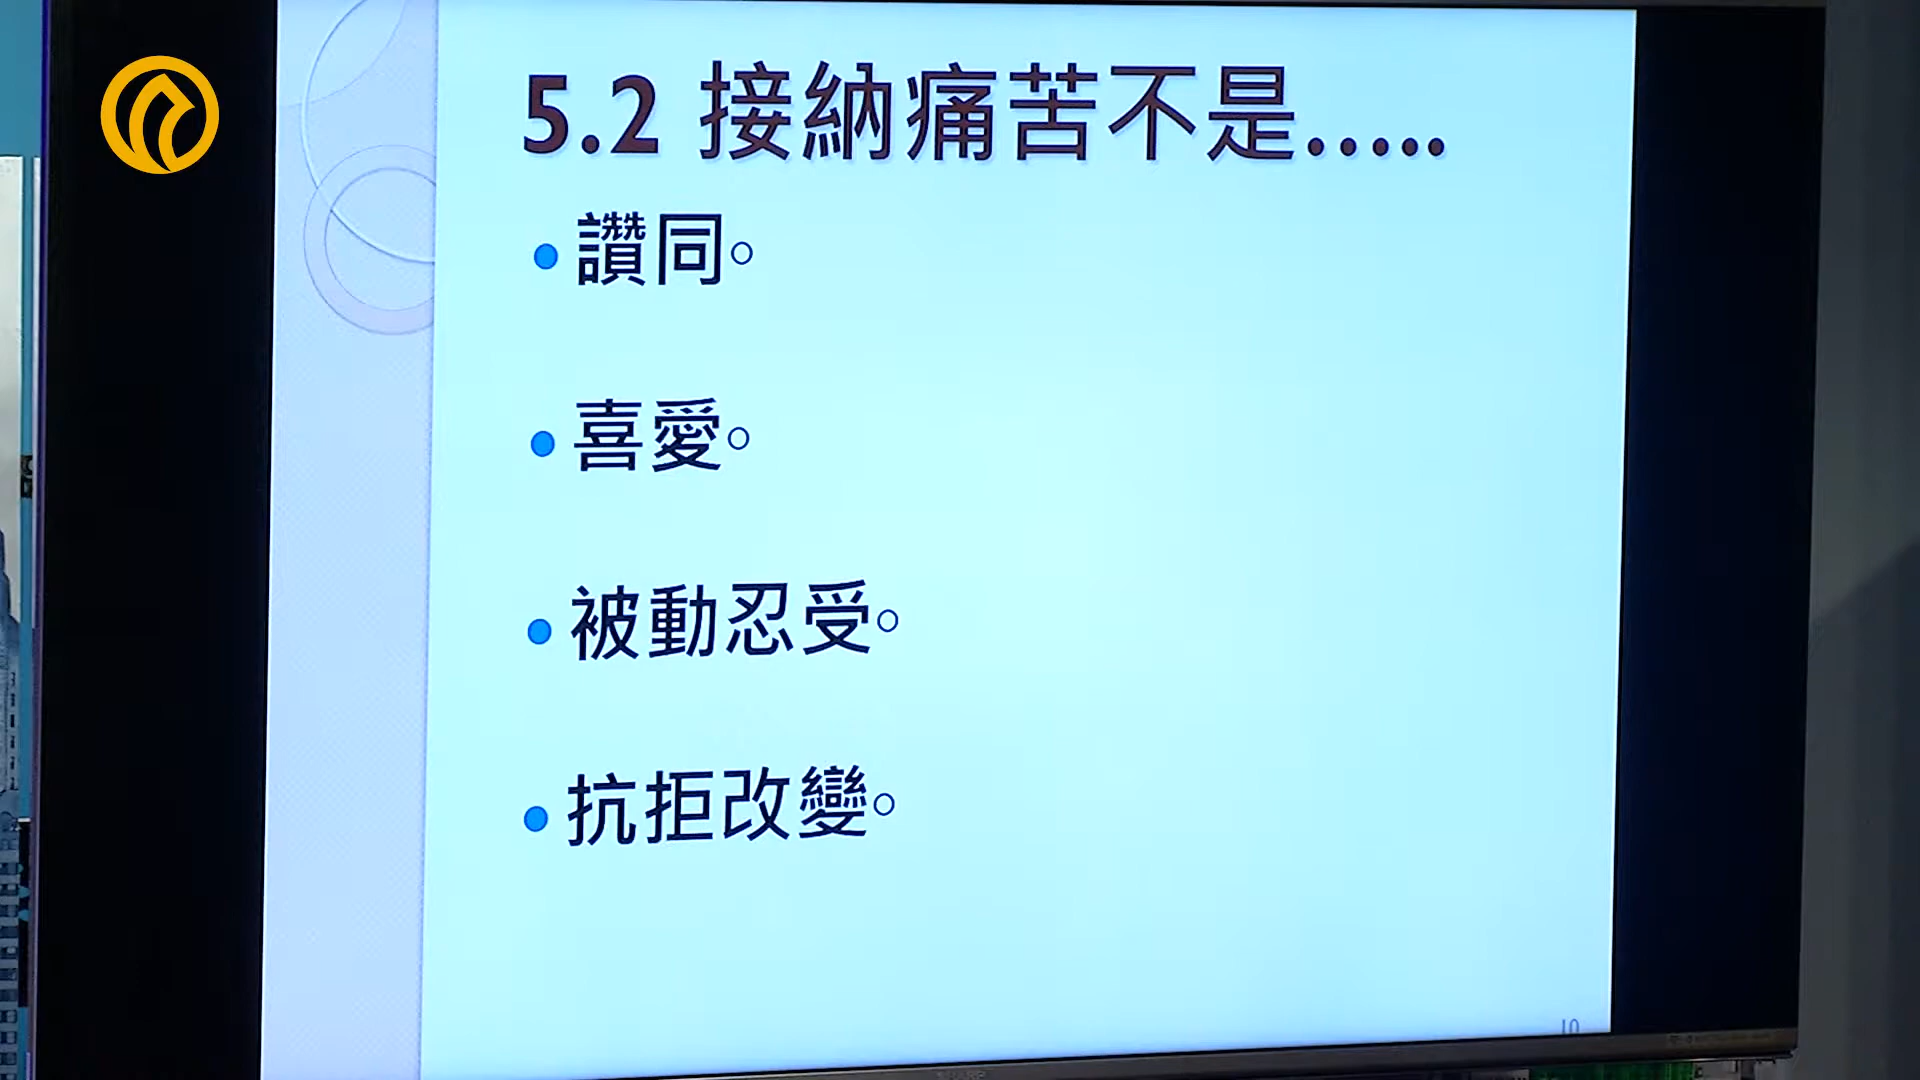 5.2 接納痛苦不是.....
• 讚同。
• 喜愛。
• 被動忍受。
• 抗拒改變。
10